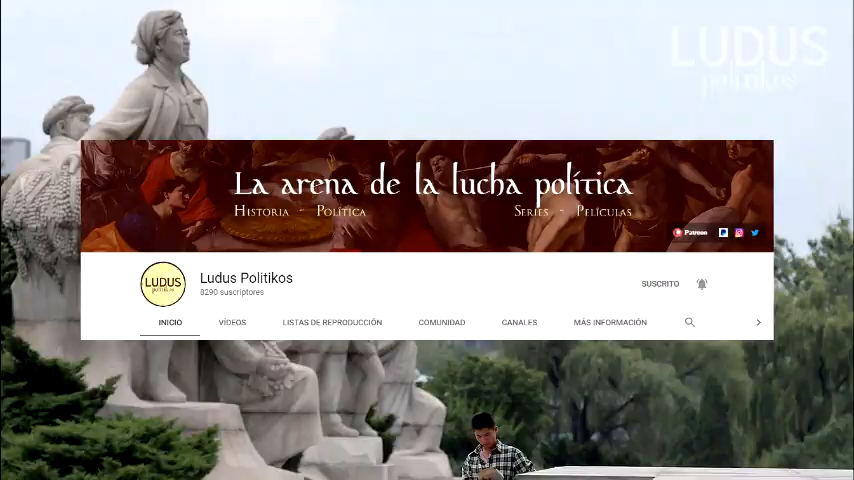 LUDUS
politikos
La arena de la lucha política
Historia - Política
Series - Películas
Patreon
LUDUS
politikos
Ludus Politikos
8290 suscriptores
SUSCRITO
INICIO
VÍDEOS
LISTAS DE REPRODUCCIÓN
COMUNIDAD
CANALES
MÁS INFORMACIÓN